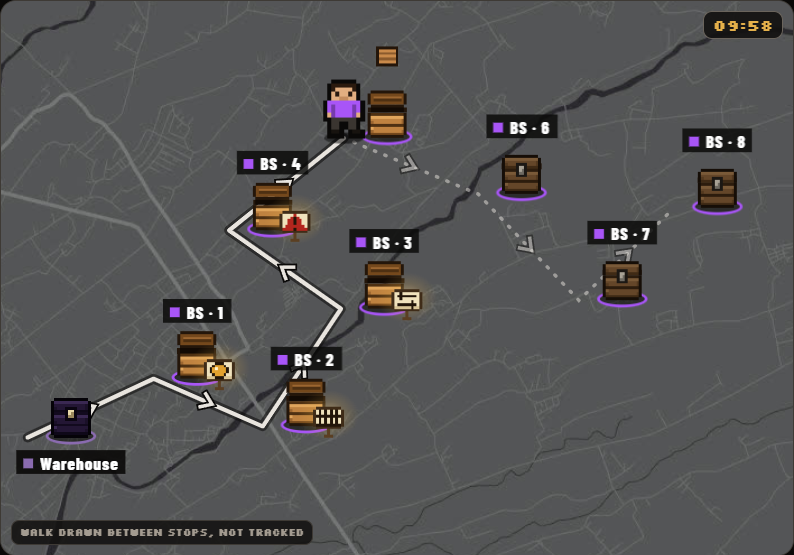 09:58
BS - 6
BS - 8
BS - 4
BS - 7
BS - 3
BS - 1
BS - 2
Warehouse
WALK DRAWN BETWEEN STOPS, NOT TRACKED